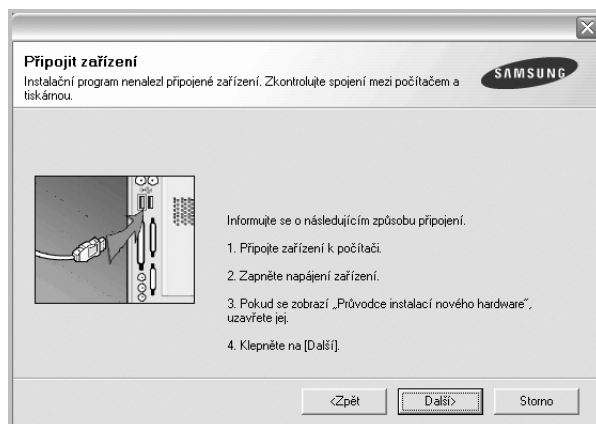 Připojit zařízení
Instalační program nenalezl připojené zařízení. Zkontrolujte spojení mezi počítačem a
tiskárnou.
SAMSUNG
Informujte se o následujícím způsobu připojení.
1. Připojte zařízení k počítači.
2. Zapněte napájení zařízení.
3. Pokud se zobrazí „Průvodce instalací nového hardware",
uzavřete jej.
4. Klepněte na [Další].
<Zpět
Další>
Storno